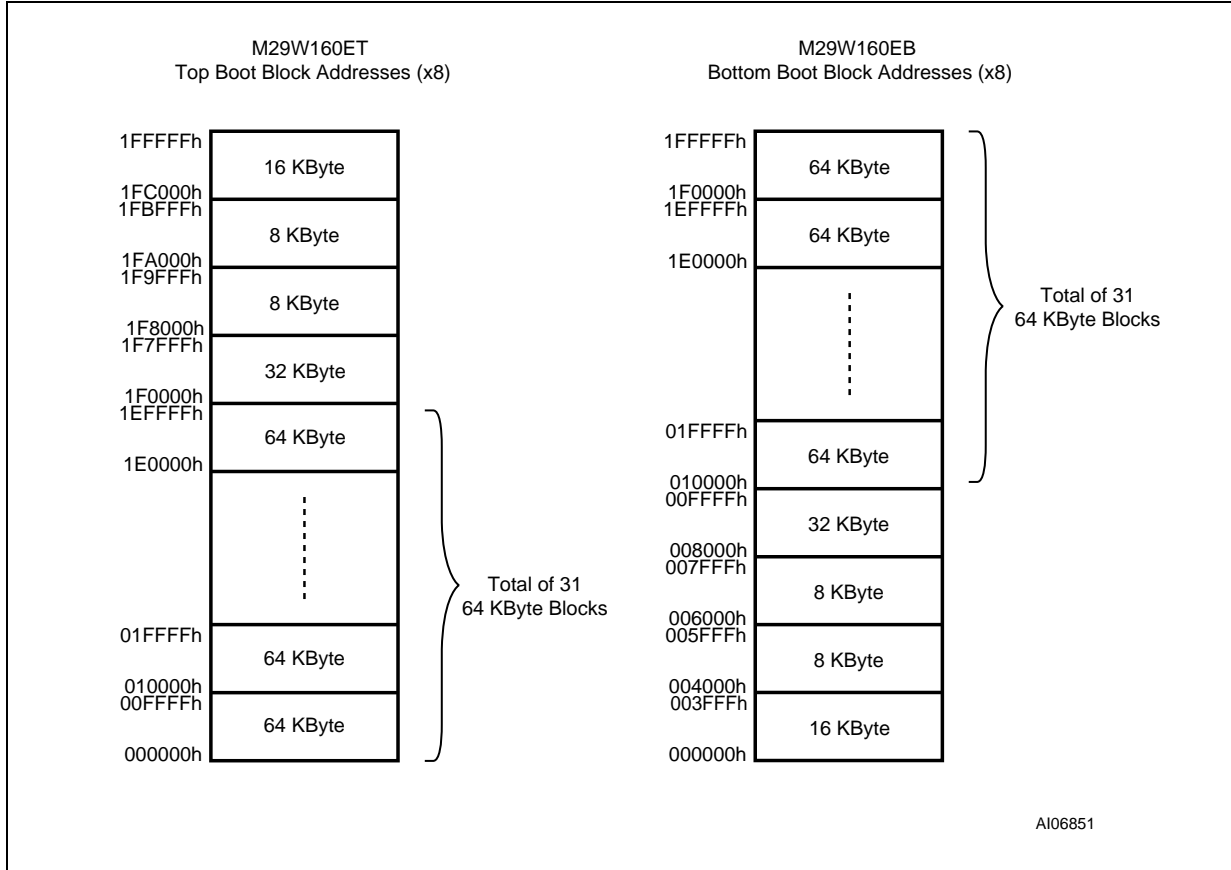 M29W160ET
Top Boot Block Addresses (x8)
1FFFFFh
16 KByte
1FC000h
1FBFFFh
8 KByte
1FA000h
1F9FFFh
8 KByte
1F8000h
1F7FFFh
32 KByte
1F0000h
1EFFFFh
64 KByte
1E0000h
Total of 31
64 KByte Blocks
01FFFFh
64 KByte
010000h
00FFFFh
64 KByte
000000h
M29W160EB
Bottom Boot Block Addresses (x8)
1FFFFFh
64 KByte
1F0000h
1EFFFFh
64 KByte
1E0000h
Total of 31
64 KByte Blocks
01FFFFh
64 KByte
010000h
00FFFFh
32 KByte
008000h
007FFFh
8 KByte
006000h
005FFFh
8 KByte
004000h
003FFFh
16 KByte
000000h
AI06851